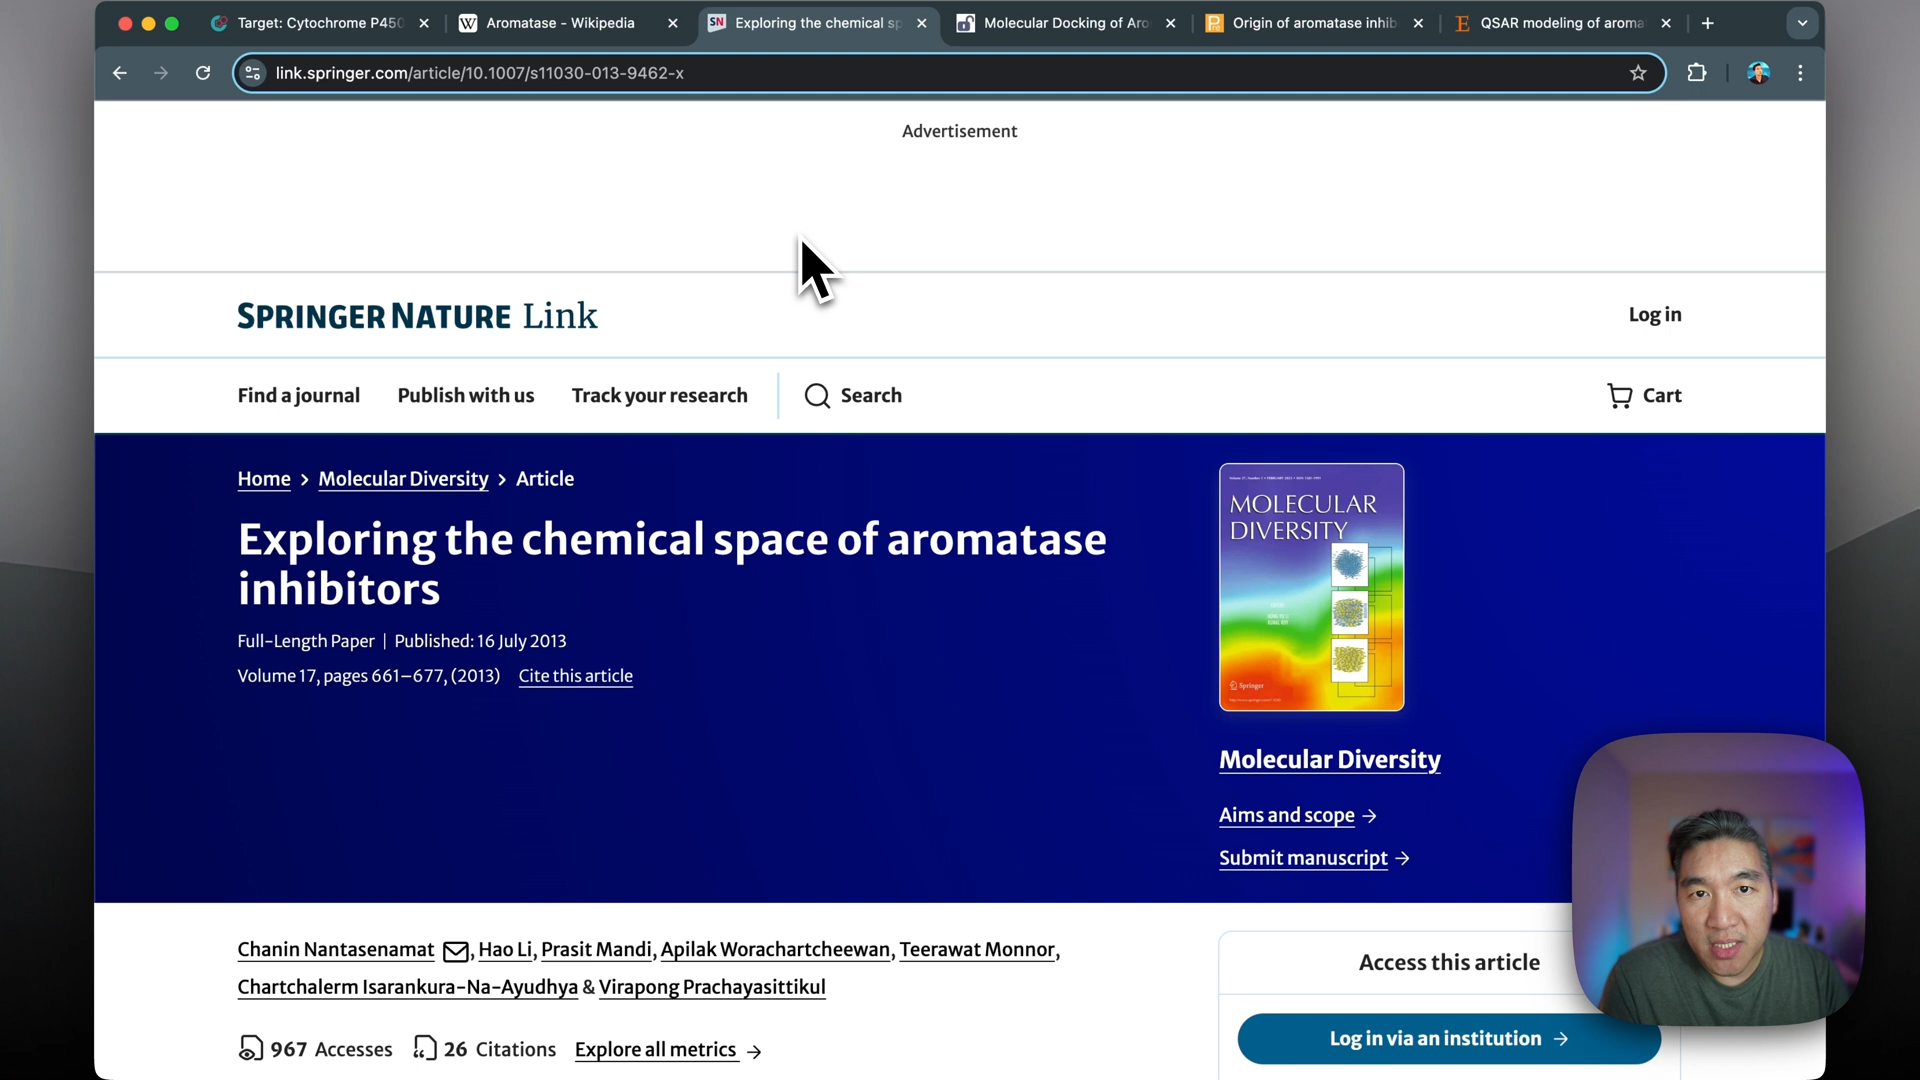 Target: Cytochrome P450
Aromatase - Wikipedia
Exploring the chemical sp
Molecular Docking of Aro
Origin of aromatase inhib
QSAR modeling of aroma
link.springer.com/article/10.1007/s11030-013-9462-x
Advertisement
SPRINGER NATURE Link
Log in
Find a journal
Publish with us
Track your research
Search
Cart
Home > Molecular Diversity > Article
Exploring the chemical space of aromatase
inhibitors
Full-Length Paper | Published: 16 July 2013
Volume 17, pages 661–677, (2013) Cite this article
MOLECULAR
DIVERSITY
Springer
Molecular Diversity
Aims and scope →
Submit manuscript →
Chanin Nantasenamat, Hao Li, Prasit Mandi, Apilak Worachartcheewan, Teerawat Monnor,
Chartchalerm Isarankura-Na-Ayudhya & Virapong Prachayasittikul
967 Accesses 26 Citations Explore all metrics →
Access this article
Log in via an institution →